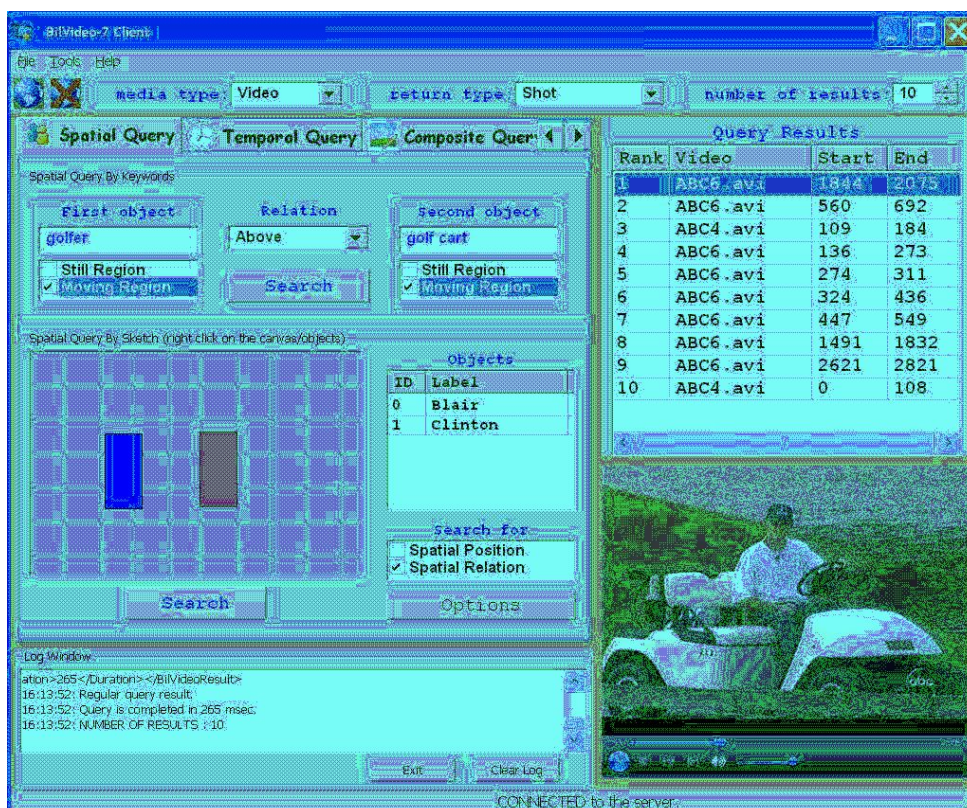 BilVideo-7 Client
File Tools Help
media type: Video return type: Shot number of results: 10
Spatial Query Temporal Query Composite Quer
Spatial Query By Keywords
First object Relation Second object
golfer Above golf cart
Still Region Still Region
Moving Region Search Moving Region
Spatial Query By Sketch (right click on the canvas/objects)
Objects
ID Label
0 Blair
1 Clinton
Search for
Spatial Position
Spatial Relation
Search Options
Log Window
ation>265</Duration></BilVideoResult>
16:13:52: Regular query result:
16:13:52: Query is completed in 265 msec.
16:13:52: NUMBER OF RESULTS : 10
Exit Clear Log
Query Results
Rank Video Start End
1 ABC6.avi 1844 2075
2 ABC6.avi 560 692
3 ABC4.avi 109 184
4 ABC6.avi 136 273
5 ABC6.avi 274 311
6 ABC6.avi 324 436
7 ABC6.avi 447 549
8 ABC6.avi 1491 1832
9 ABC6.avi 2621 2821
10 ABC4.avi 0 108
abc
CONNECTED to the server.